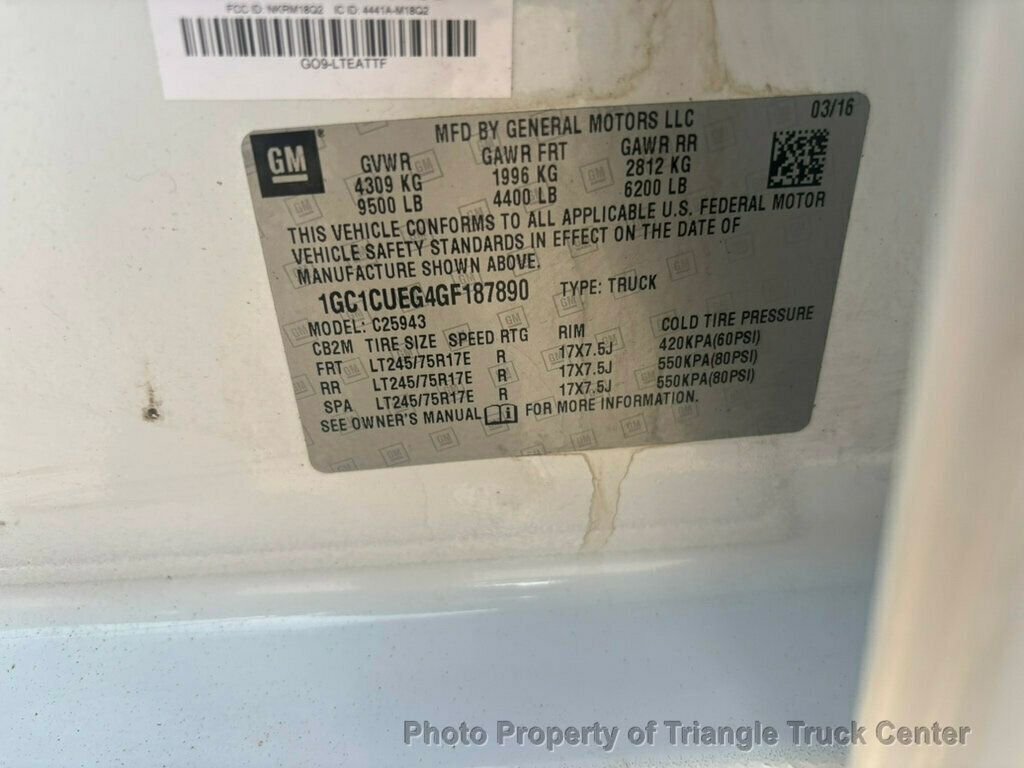 FCC ID: NKRM18Q2 IC ID: 4441A-M18Q2
GO9-LTEATTF
GM
MFD BY GENERAL MOTORS LLC 03/16
GVWR GAWR FRT GAWR RR
4309 KG 1996 KG 2812 KG
9500 LB 4400 LB 6200 LB
THIS VEHICLE CONFORMS TO ALL APPLICABLE U.S. FEDERAL MOTOR
VEHICLE SAFETY STANDARDS IN EFFECT ON THE DATE OF
MANUFACTURE SHOWN ABOVE.
1GC1CUEG4GF187890 TYPE: TRUCK
MODEL: C25943
CB2M TIRE SIZE SPEED RTG RIM COLD TIRE PRESSURE
FRT LT245/75R17E R 17X7.5J 420KPA(60PSI)
RR LT245/75R17E R 17X7.5J 550KPA(80PSI)
SPA LT245/75R17E R 17X7.5J 550KPA(80PSI)
SEE OWNER'S MANUAL FOR MORE INFORMATION.
Photo Property of Triangle Truck Center